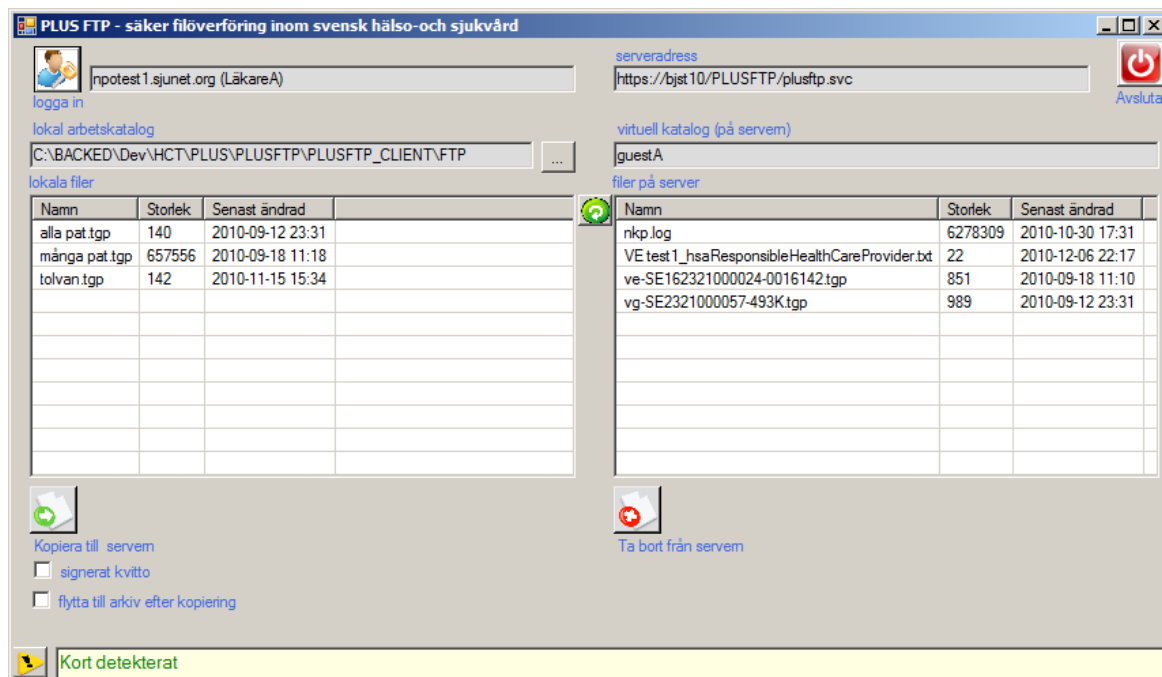 PLUS FTP - säker filöverföring inom svensk hälso-och sjukvård
serveradress
npotest1.sjunet.org (LäkareA)
https://bjst10/PLUSFTP/plusftp.svc
logga in
Avsluta
lokal arbetskatalog
virtuell katalog (på servern)
C:\BACKED\Dev\HCT\PLUS\PLUSFTP\PLUSFTP_CLIENT\FTP
...
guestA
lokala filer
filer på server
Namn Storlek Senast ändrad
Namn Storlek Senast ändrad
alla pat.tgp 140 2010-09-12 23:31
nkp.log 6278309 2010-10-30 17:31
många pat.tgp 657556 2010-09-18 11:18
VE test1_hsaResponsibleHealthCareProvider.txt 22 2010-12-06 22:17
tolvan.tgp 142 2010-11-15 15:34
ve-SE162321000024-0016142.tgp 851 2010-09-18 11:10
vg-SE2321000057-493K.tgp 989 2010-09-12 23:31
Kopiera till servern
Ta bort från servern
signerat kvitto
flytta till arkiv efter kopiering
Kort detekterat